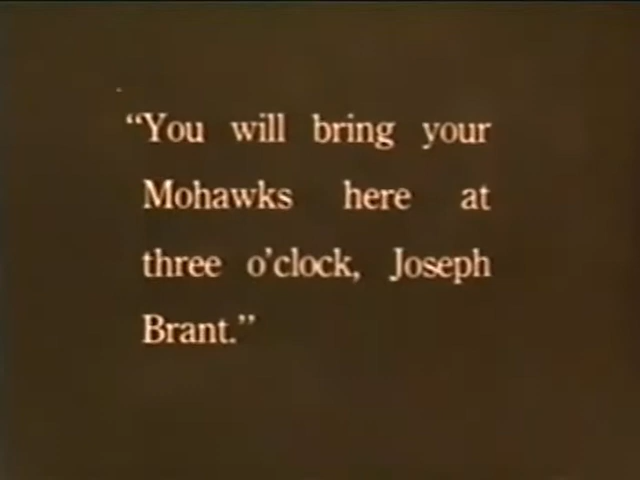 “You will bring your
Mohawks here at
three o’clock, Joseph
Brant.”